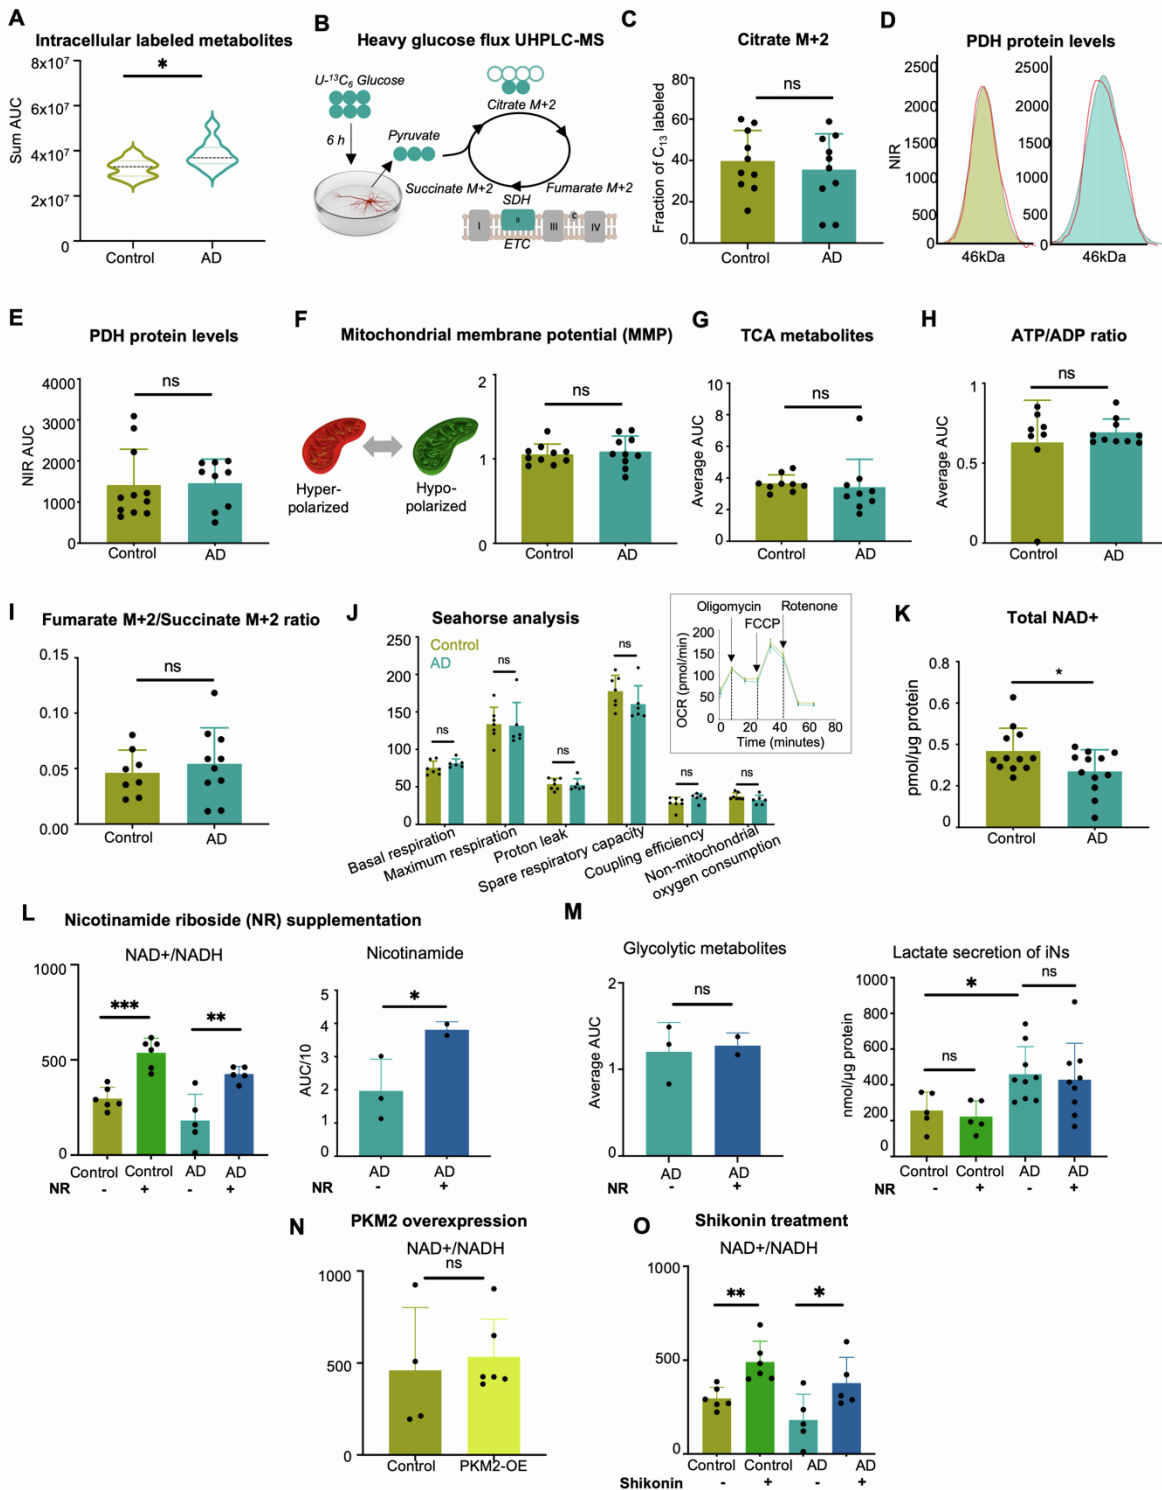 A
Intracellular labeled metabolites
8x10⁷
6x10⁷
4x10⁷
2x10⁷
0
Sum AUC
*
Control
AD
B
Heavy glucose flux UHPLC-MS
U-¹³C₆ Glucose
6 h
Pyruvate
Citrate M+2
Succinate M+2
Fumarate M+2
SDH
I
II
III
C
IV
ETC
C
Citrate M+2
Fraction of C₁₃ labeled
80
60
40
20
0
ns
Control
AD
D
PDH protein levels
NIR
2500
2000
1500
1000
500
0
46kDa
2500
2000
1500
1000
500
0
46kDa
E
PDH protein levels
NIR AUC
4000
3000
2000
1000
0
ns
Control
AD
F
Mitochondrial membrane potential (MMP)
Hyper-
polarized
Hypo-
polarized
2
1
0
ns
Control
AD
G
TCA metabolites
Average AUC
10
8
6
4
2
0
ns
Control
AD
H
ATP/ADP ratio
Average AUC
1
0.5
0
ns
Control
AD
I
Fumarate M+2/Succinate M+2 ratio
0.15
0.10
0.05
0.00
ns
Control
AD
J
Seahorse analysis
Control
AD
250
200
150
100
50
0
ns
ns
ns
ns
ns
ns
Basal respiration
Maximum respiration
Proton leak
Spare respiratory capacity
Coupling efficiency
Non-mitochondrial
oxygen consumption
Oligomycin
FCCP
Rotenone
OCR (pmol/min)
200
150
100
50
0
0
20
40
60
80
Time (minutes)
K
Total NAD+
pmol/µg protein
0.8
0.5
0.2
0
*
Control
AD
L
Nicotinamide riboside (NR) supplementation
NAD+/NADH
1000
500
0
***
**
Control
Control
AD
AD
NR
-
+
-
+
Nicotinamide
AUC/10
5
4
3
2
1
0
*
AD
AD
NR
-
+
M
Glycolytic metabolites
Average AUC
2
1
0
ns
AD
AD
NR
-
+
Lactate secretion of iNs
nmol/µg protein
1000
800
600
400
200
0
*
ns
ns
Control
Control
AD
AD
NR
-
+
-
+
N
PKM2 overexpression
NAD+/NADH
1000
500
0
ns
Control
PKM2-OE
O
Shikonin treatment
NAD+/NADH
1000
500
0
**
*
Control
Control
AD
AD
Shikonin
-
+
-
+